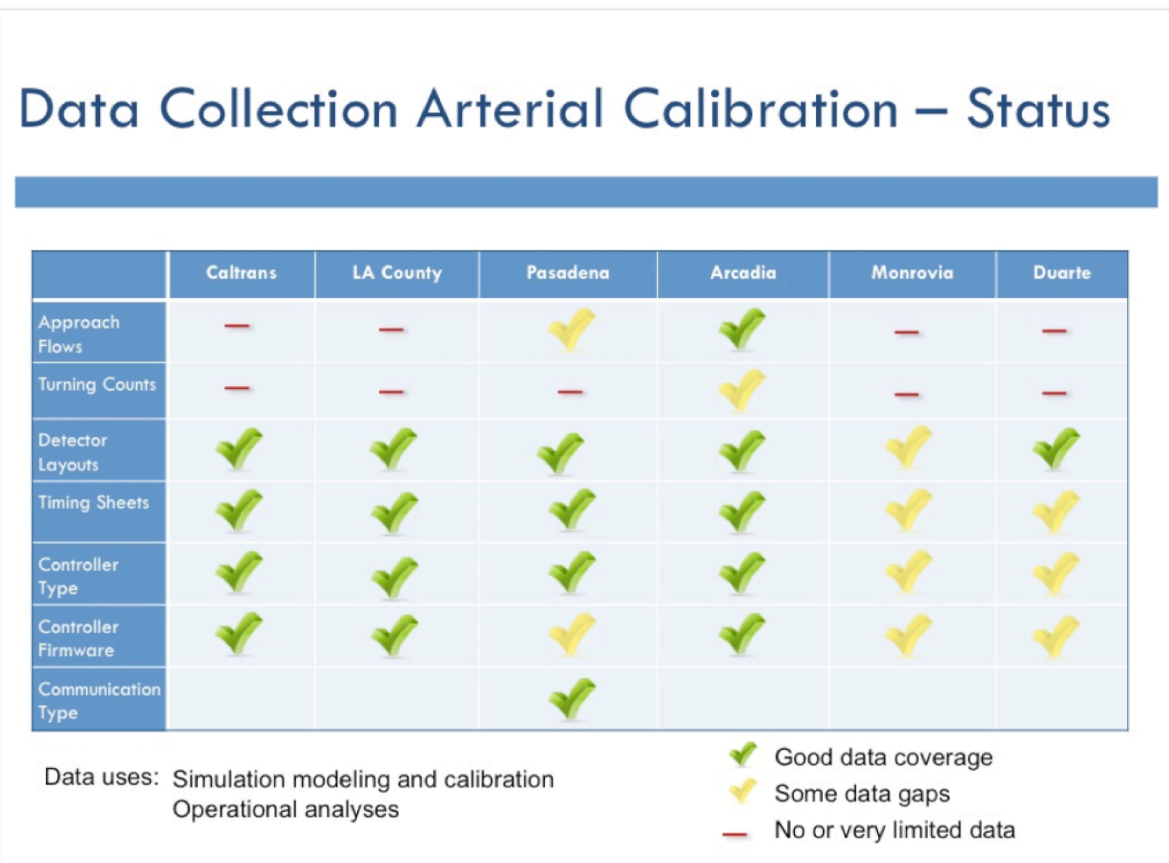 Data Collection Arterial Calibration – Status
Caltrans LA County Pasadena Arcadia Monrovia Duarte
Approach
Flows
Turning Counts
Detector
Layouts
Timing Sheets
Controller
Type
Controller
Firmware
Communication
Type
Data uses: Simulation modeling and calibration
Operational analyses
Good data coverage
Some data gaps
No or very limited data